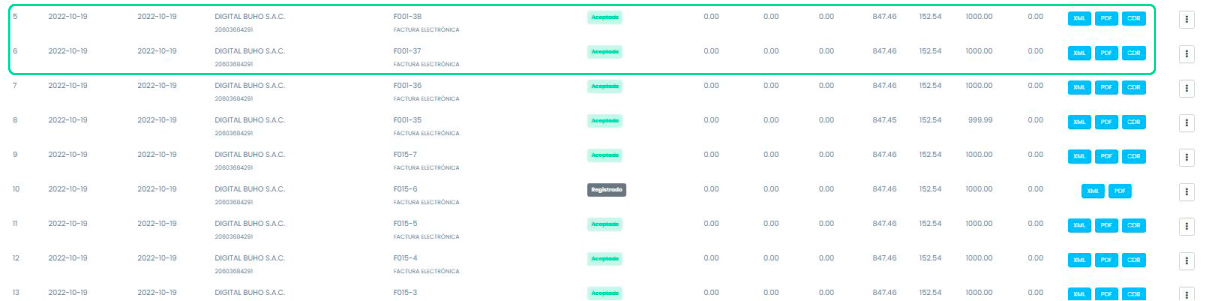 5 2022-10-19 2022-10-19 DIGITAL BUHO S.A.C. F001-38 Aceptado 0.00 0.00 0.00 847.46 152.54 1000.00 0.00 XML PDF CDR
20603684291 FACTURA ELECTRÓNICA
6 2022-10-19 2022-10-19 DIGITAL BUHO S.A.C. F001-37 Aceptado 0.00 0.00 0.00 847.46 152.54 1000.00 0.00 XML PDF CDR
20603684291 FACTURA ELECTRÓNICA
7 2022-10-19 2022-10-19 DIGITAL BUHO S.A.C. F001-36 Aceptado 0.00 0.00 0.00 847.46 152.54 1000.00 0.00 XML PDF CDR
20603684291 FACTURA ELECTRÓNICA
8 2022-10-19 2022-10-19 DIGITAL BUHO S.A.C. F001-35 Aceptado 0.00 0.00 0.00 847.45 152.54 999.99 0.00 XML PDF CDR
20603684291 FACTURA ELECTRÓNICA
9 2022-10-19 2022-10-19 DIGITAL BUHO S.A.C. F015-7 Aceptado 0.00 0.00 0.00 847.46 152.54 1000.00 0.00 XML PDF CDR
20603684291 FACTURA ELECTRÓNICA
10 2022-10-19 2022-10-19 DIGITAL BUHO S.A.C. F015-6 Registrado 0.00 0.00 0.00 847.46 152.54 1000.00 0.00 XML PDF
20603684291 FACTURA ELECTRÓNICA
11 2022-10-19 2022-10-19 DIGITAL BUHO S.A.C. F015-5 Aceptado 0.00 0.00 0.00 847.46 152.54 1000.00 0.00 XML PDF CDR
20603684291 FACTURA ELECTRÓNICA
12 2022-10-19 2022-10-19 DIGITAL BUHO S.A.C. F015-4 Aceptado 0.00 0.00 0.00 847.46 152.54 1000.00 0.00 XML PDF CDR
20603684291 FACTURA ELECTRÓNICA
13 2022-10-19 2022-10-19 DIGITAL BUHO S.A.C. F015-3 Aceptado 0.00 0.00 0.00 847.46 152.54 1000.00 0.00 XML PDF CDR